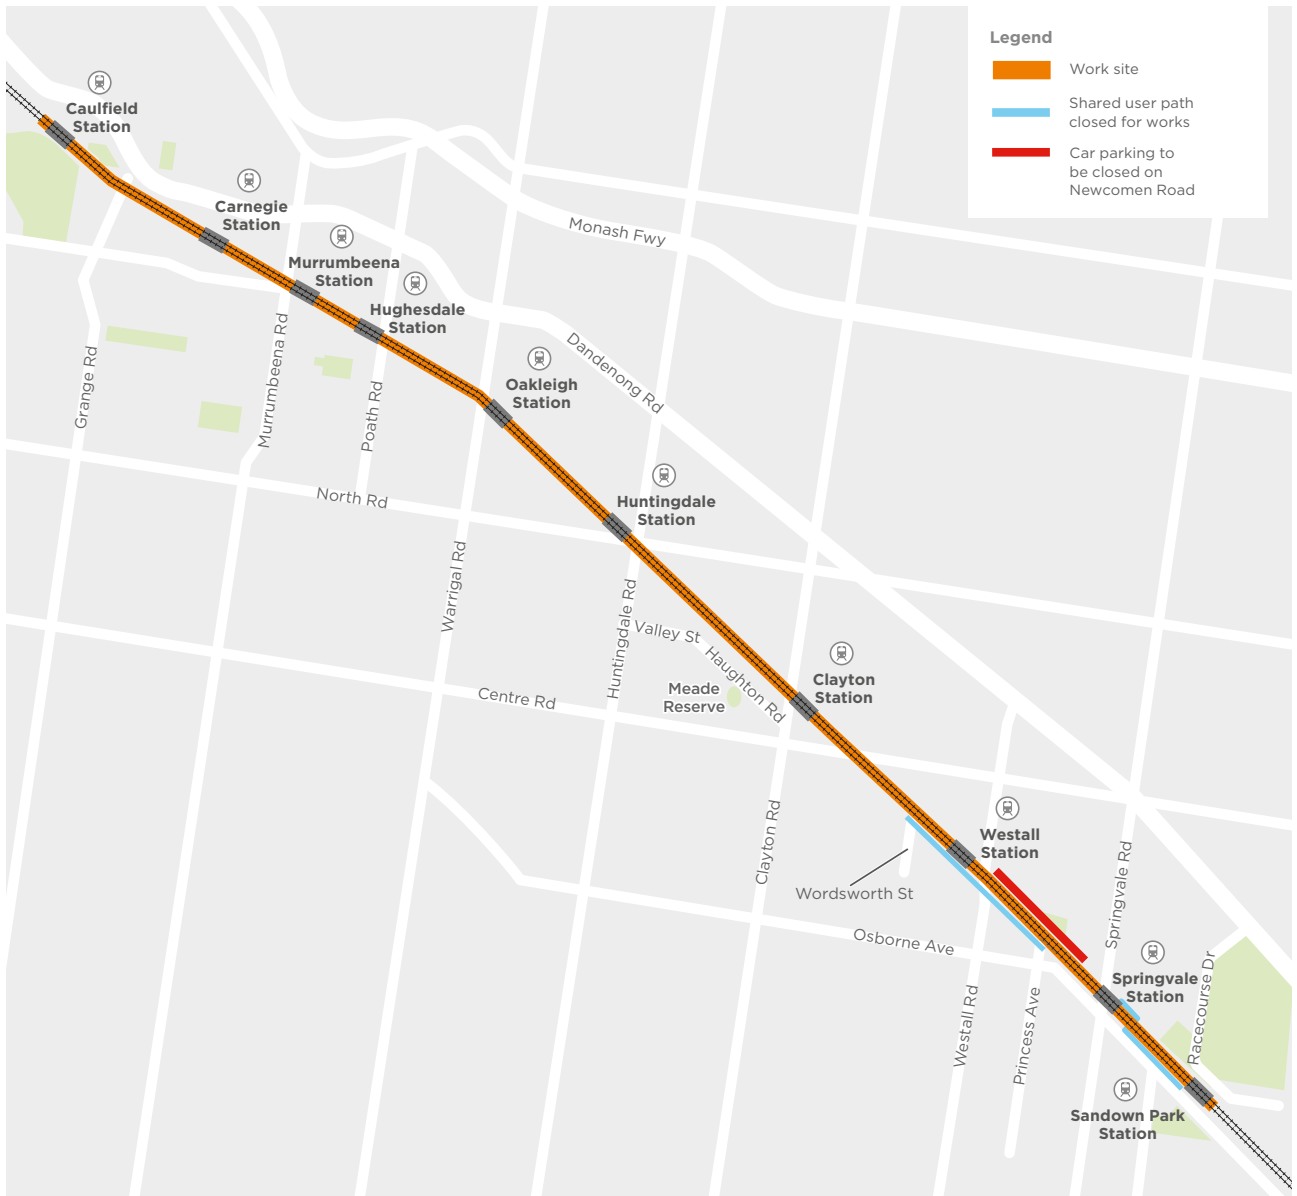 Legend
Work site
Shared user path
closed for works
Car parking to
be closed on
Newcomen Road
Caulfield
Station
Carnegie
Station
Murrumbeena
Station
Hughesdale
Station
Monash Fwy
Dandenong Rd
Oakleigh
Station
Grange Rd
Murrumbeena Rd
Poath Rd
North Rd
Huntingdale
Station
Warrigal Rd
Huntingdale Rd
Valley St
Haughton Rd
Meade
Reserve
Centre Rd
Clayton
Station
Clayton Rd
Westall
Station
Wordsworth St
Osborne Ave
Springvale Rd
Springvale
Station
Westall Rd
Princess Ave
Racecourse Dr
Sandown Park
Station